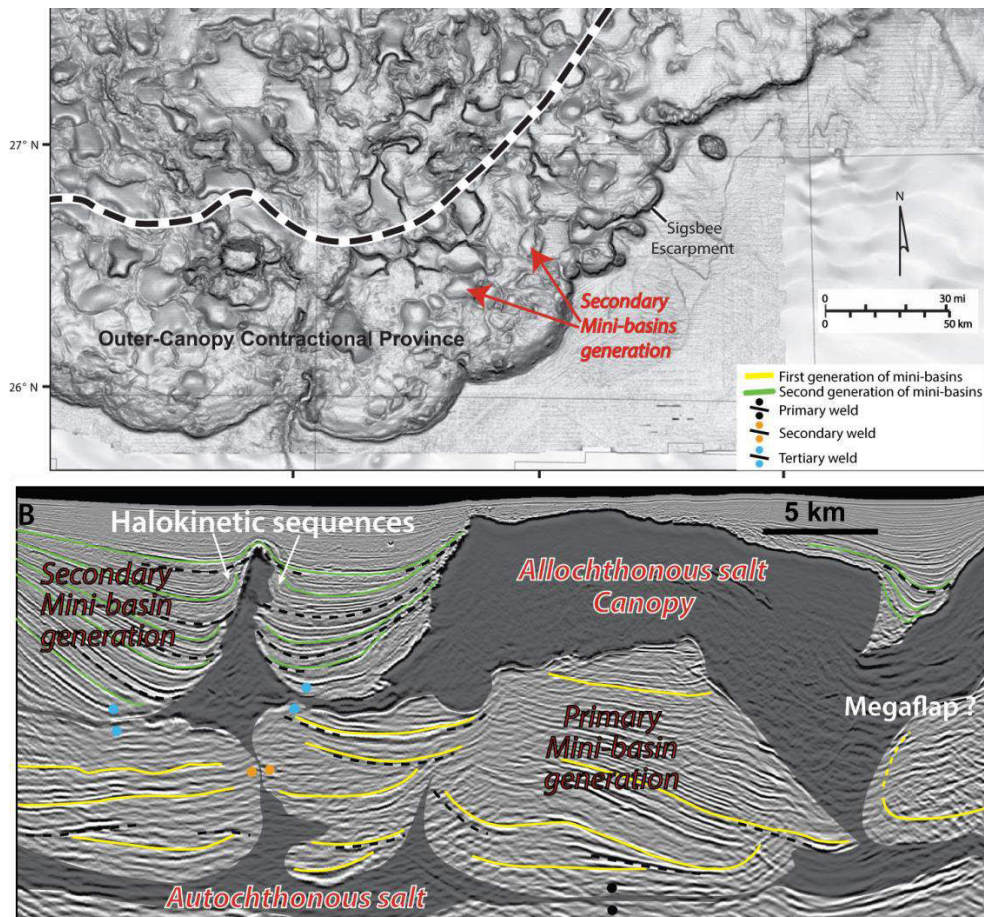 27° N
N
Sigsbee
Escarpment
0 30 mi
0 50 km
Secondary
Mini-basins
generation
Outer-Canopy Contractional Province
26° N
First generation of mini-basins
Second generation of mini-basins
Primary weld
Secondary weld
Tertiary weld
B
Halokinetic sequences
5 km
Secondary
Mini-basin
generation
Allochthonous salt
Canopy
Megaflap ?
Primary
Mini-basin
generation
Autochthonous salt